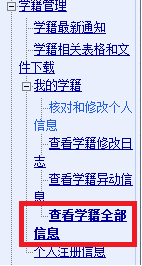 学籍管理
学籍最新通知
学籍相关表格和文
件下载
我的学籍
核对和修改个人
信息
查看学籍修改日
志
查看学籍异动信
息
查看学籍全部
信息
个人注册信息